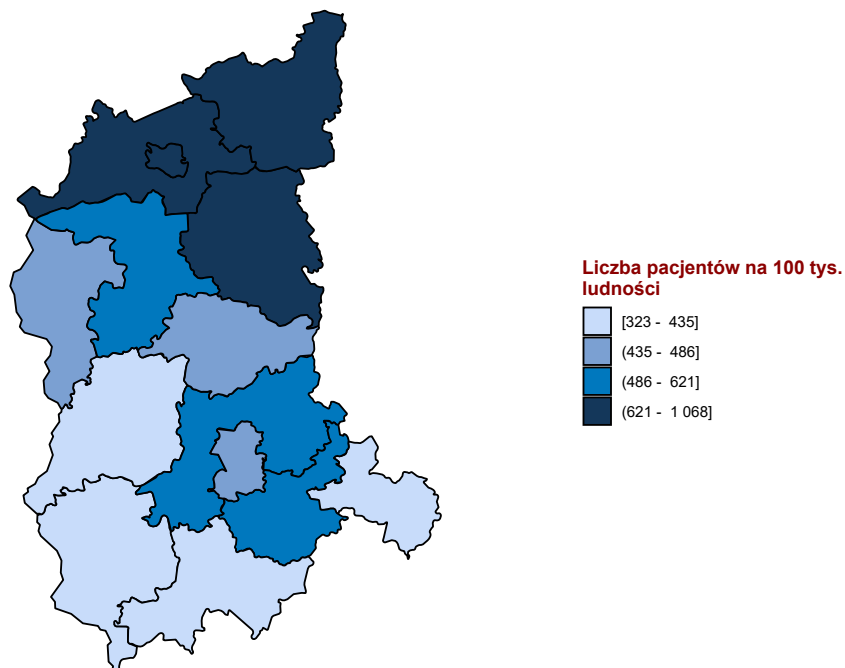 Liczba pacjentów na 100 tys.
ludności
[323 - 435]
(435 - 486]
(486 - 621]
(621 - 1 068]